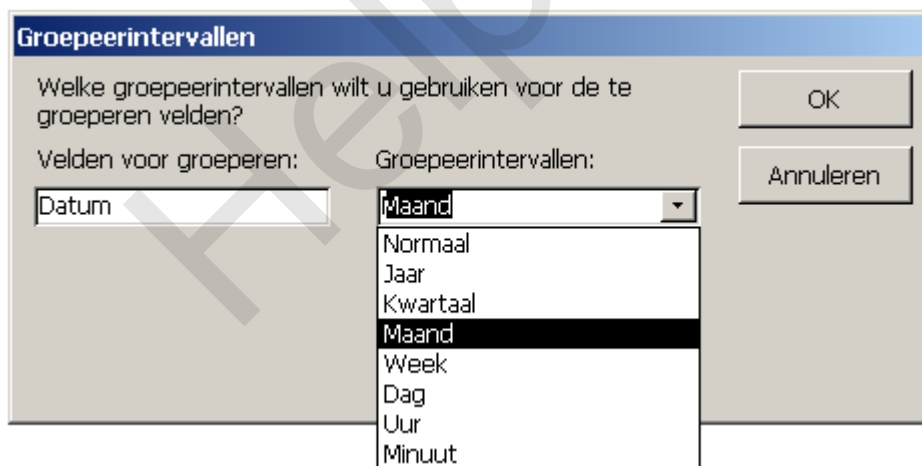 Groepeerintervallen
Welke groepeerintervallen wilt u gebruiken voor de te
groeperen velden?
OK
Velden voor groeperen:
Groepeerintervallen:
Annuleren
Datum
Maand
Normaal
Jaar
Kwartaal
Maand
Week
Dag
Uur
Minuut
Help